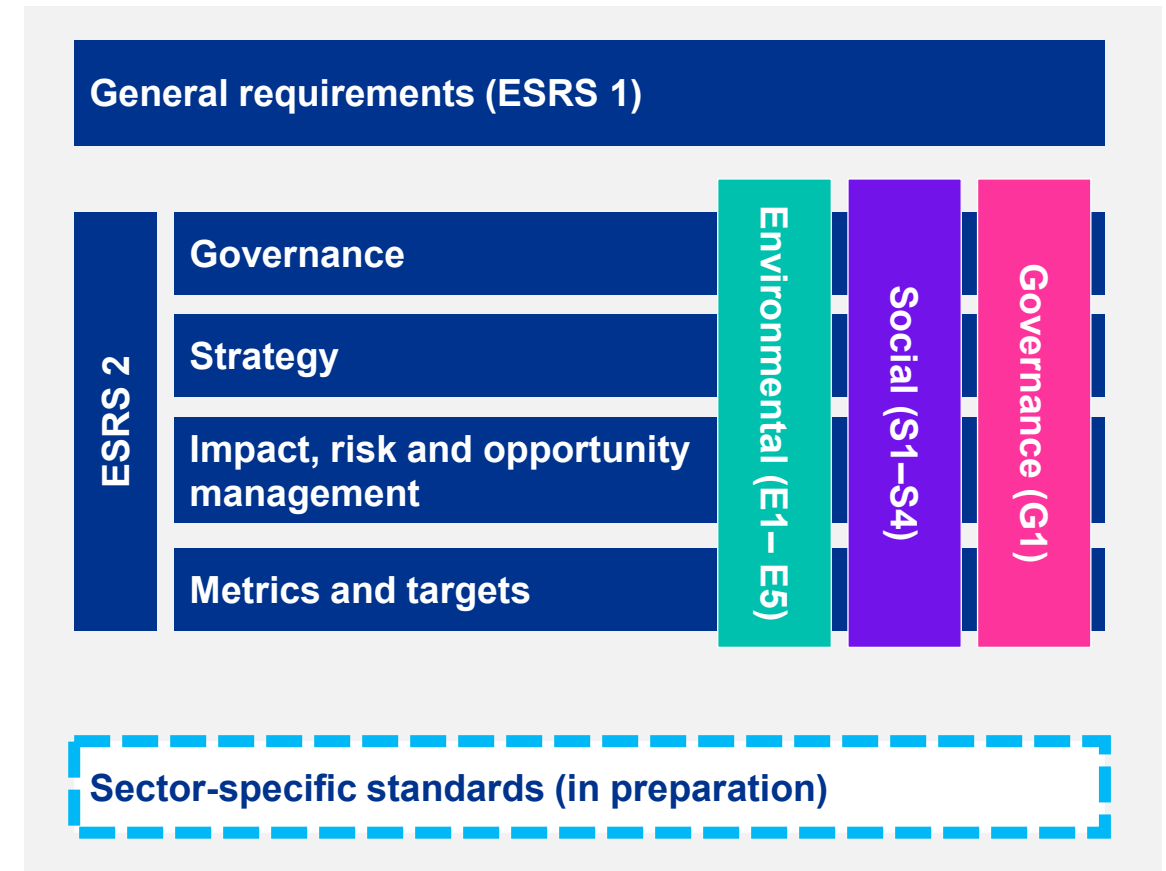 General requirements (ESRS 1)
ESRS 2
Governance
Strategy
Impact, risk and opportunity
management
Metrics and targets
Environmental (E1– E5)
Social (S1–S4)
Governance (G1)
Sector-specific standards (in preparation)